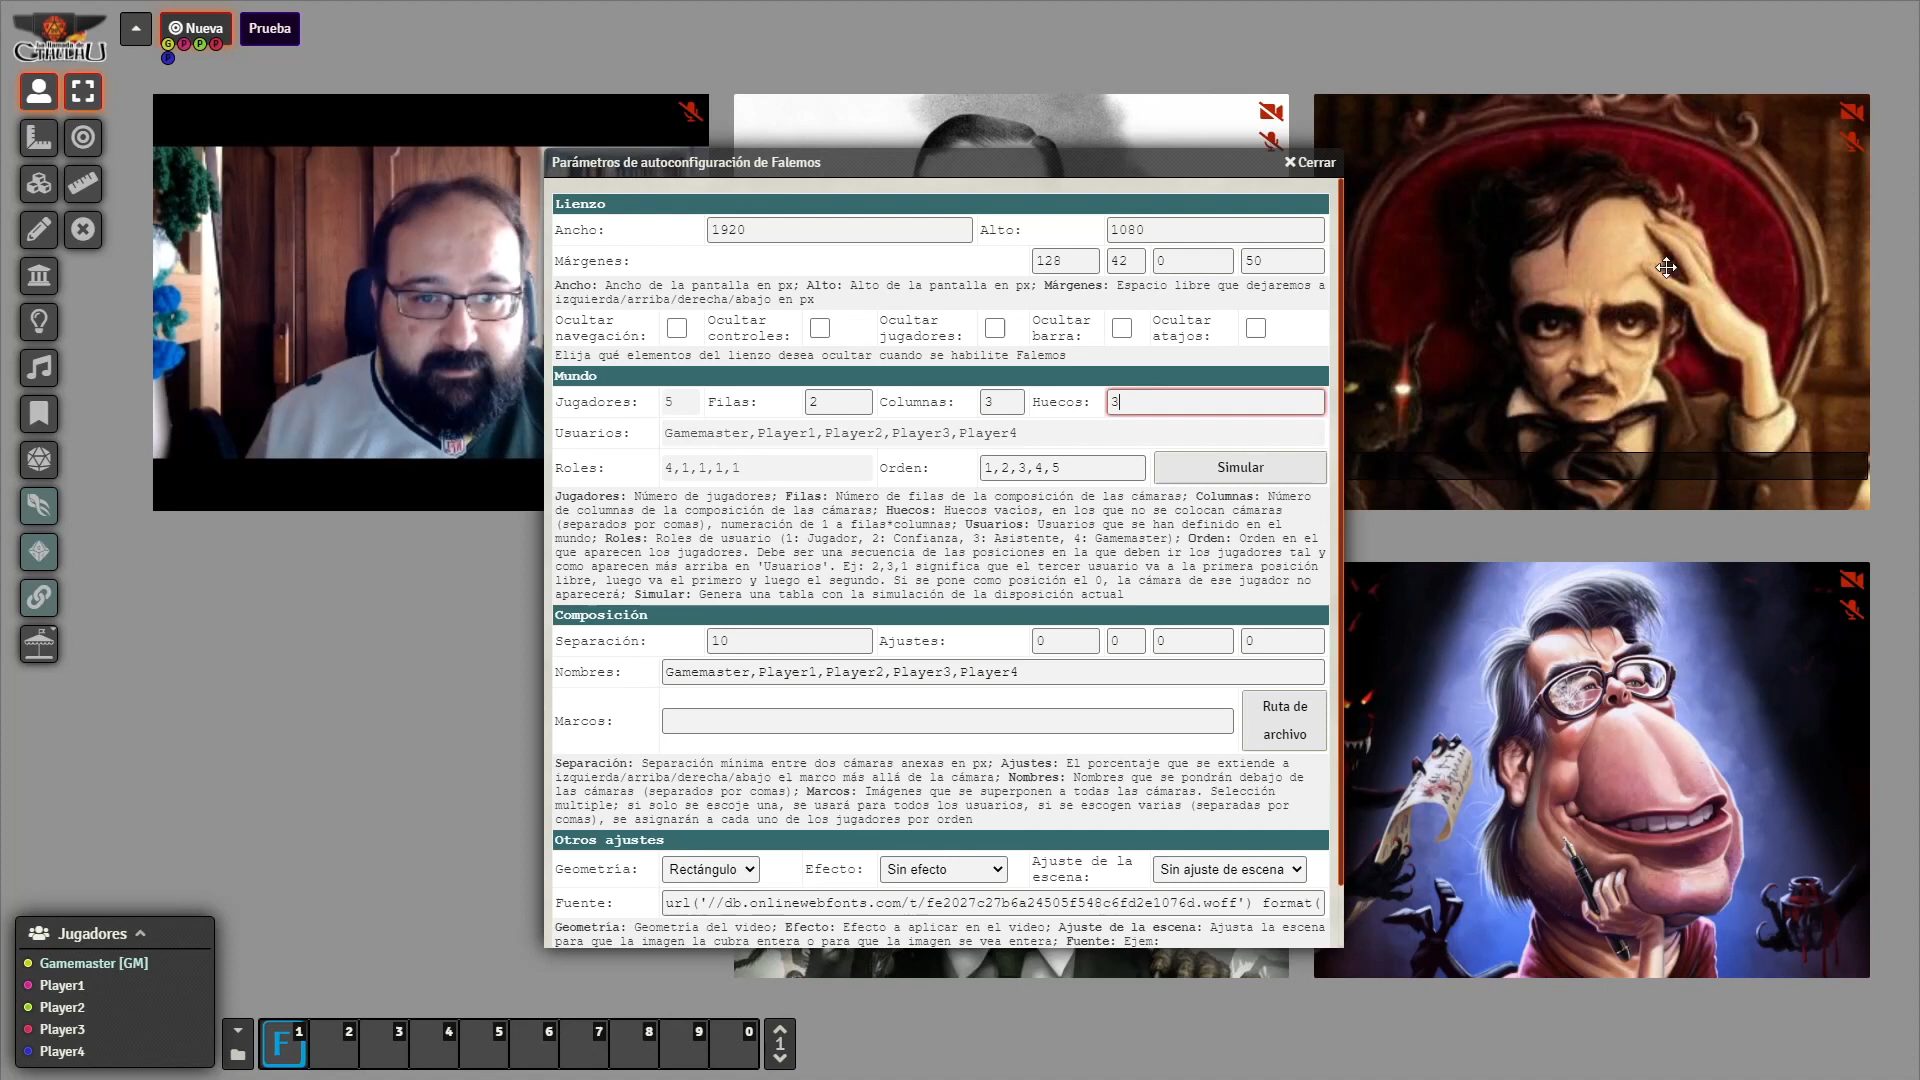 La llamada de
CTHULHU
Nueva
G P P P
P
Prueba
Parámetros de autoconfiguración de Falemos
Cerrar
Lienzo
Ancho: 1920 Alto: 1080
Márgenes: 128 42 0 50
Ancho: Ancho de la pantalla en px; Alto: Alto de la pantalla en px; Márgenes: Espacio libre que dejaremos a
izquierda/arriba/derecha/abajo en px
Ocultar navegación: Ocultar controles: Ocultar jugadores: Ocultar barra: Ocultar atajos:
Elija qué elementos del lienzo desea ocultar cuando se habilite Falemos
Mundo
Jugadores: 5 Filas: 2 Columnas: 3 Huecos: 3
Usuarios: Gamemaster,Player1,Player2,Player3,Player4
Roles: 4,1,1,1,1 Orden: 1,2,3,4,5 Simular
Jugadores: Número de jugadores; Filas: Número de filas de la composición de las cámaras; Columnas: Número
de columnas de la composición de las cámaras; Huecos: Huecos vacíos, en los que no se colocan cámaras
(separados por comas), numeración de 1 a filas*columnas; Usuarios: Usuarios que se han definido en el
mundo; Roles: Roles de usuario (1: Jugador, 2: Confianza, 3: Asistente, 4: Gamemaster); Orden: Orden en el
que aparecen los jugadores. Debe ser una secuencia de las posiciones en la que deben ir los jugadores tal y
como aparecen más arriba en 'Usuarios'. Ej: 2,3,1 significa que el tercer usuario va a la primera posición
libre, luego va el primero y luego el segundo. Si se pone como posición el 0, la cámara de ese jugador no
aparecerá; Simular: Genera una tabla con la simulación de la disposición actual
Composición
Separación: 10 Ajustes: 0 0 0 0
Nombres: Gamemaster,Player1,Player2,Player3,Player4
Marcos: Ruta de archivo
Separación: Separación mínima entre dos cámaras anexas en px; Ajustes: El porcentaje que se extiende a
izquierda/arriba/derecha/abajo el marco más allá de la cámara; Nombres: Nombres que se pondrán debajo de
las cámaras (separados por comas); Marcos: Imágenes que se superponen a todas las cámaras. Selección
multiple; si solo se escoje una, se usará para todos los usuarios, si se escogen varias (separadas por
comas), se asignarán a cada uno de los jugadores por orden
Otros ajustes
Geometría: Rectángulo Efecto: Sin efecto Ajuste de la escena: Sin ajuste de escena
Fuente: url('//db.onlinewebfonts.com/t/fe2027c27b6a24505f548c6fd2e1076d.woff') format(
Geometría: Geometría del video; Efecto: Efecto a aplicar en el video; Ajuste de la escena: Ajusta la escena
para que la imagen la cubra entera o para que la imagen se vea entera; Fuente: Ejem:
Jugadores
Gamemaster [GM]
Player1
Player2
Player3
Player4
F 1 2 3 4 5 6 7 8 9 0
1
NFL